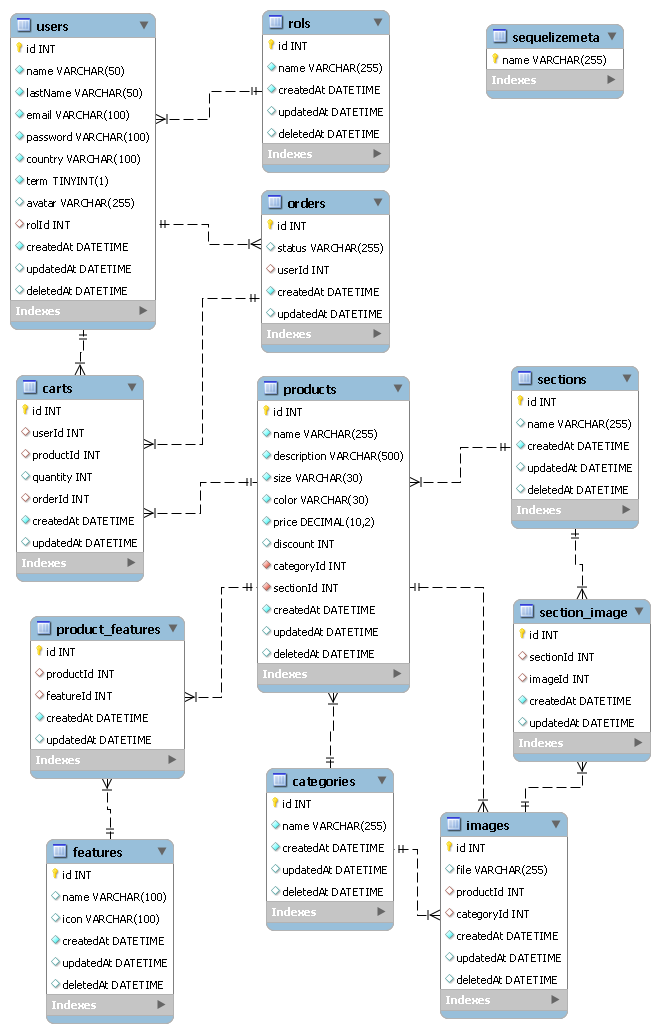 users
id INT
name VARCHAR(50)
lastName VARCHAR(50)
email VARCHAR(100)
password VARCHAR(100)
country VARCHAR(100)
term TINYINT(1)
avatar VARCHAR(255)
rolId INT
createdAt DATETIME
updatedAt DATETIME
deletedAt DATETIME
Indexes
rols
id INT
name VARCHAR(255)
createdAt DATETIME
updatedAt DATETIME
deletedAt DATETIME
Indexes
sequelizemeta
name VARCHAR(255)
Indexes
orders
id INT
status VARCHAR(255)
userId INT
createdAt DATETIME
updatedAt DATETIME
Indexes
carts
id INT
userId INT
productId INT
quantity INT
orderId INT
createdAt DATETIME
updatedAt DATETIME
Indexes
products
id INT
name VARCHAR(255)
description VARCHAR(500)
size VARCHAR(30)
color VARCHAR(30)
price DECIMAL(10,2)
discount INT
categoryId INT
sectionId INT
createdAt DATETIME
updatedAt DATETIME
deletedAt DATETIME
Indexes
sections
id INT
name VARCHAR(255)
createdAt DATETIME
updatedAt DATETIME
deletedAt DATETIME
Indexes
product_features
id INT
productId INT
featureId INT
createdAt DATETIME
updatedAt DATETIME
Indexes
section_image
id INT
sectionId INT
imageId INT
createdAt DATETIME
updatedAt DATETIME
Indexes
categories
id INT
name VARCHAR(255)
createdAt DATETIME
updatedAt DATETIME
deletedAt DATETIME
Indexes
features
id INT
name VARCHAR(100)
icon VARCHAR(100)
createdAt DATETIME
updatedAt DATETIME
deletedAt DATETIME
Indexes
images
id INT
file VARCHAR(255)
productId INT
categoryId INT
createdAt DATETIME
updatedAt DATETIME
deletedAt DATETIME
Indexes